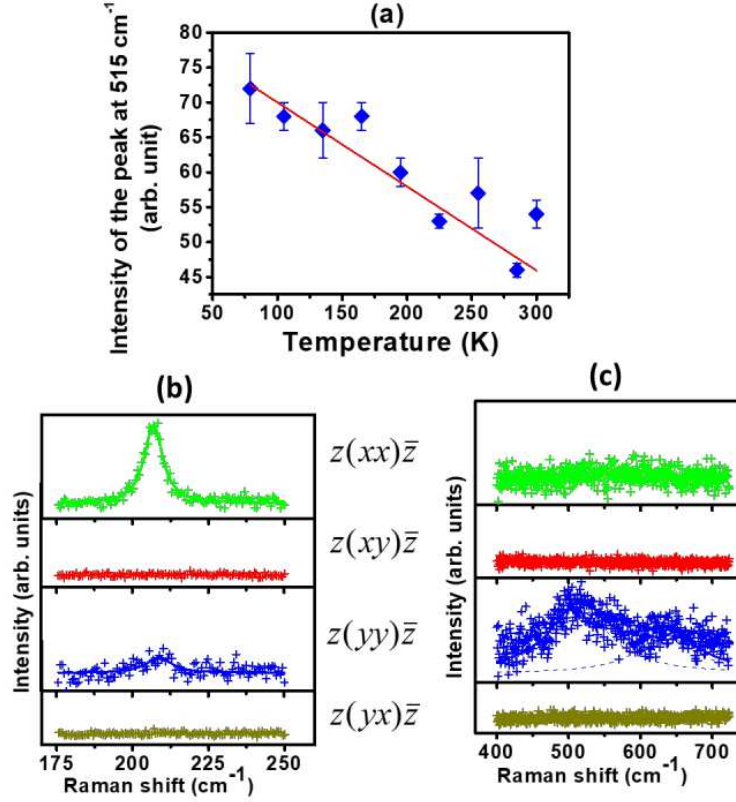 (a)
Intensity of the peak at 515 cm⁻¹
(arb. unit)
80
75
70
65
60
55
50
45
50 100 150 200 250 300
Temperature (K)
(b)
(c)
Intensity (arb. units)
z(xx)z̄
z(xy)z̄
z(yy)z̄
z(yx)z̄
Intensity (arb. units)
175 200 225 250
Raman shift (cm⁻¹)
400 500 600 700
Raman shift (cm⁻¹)